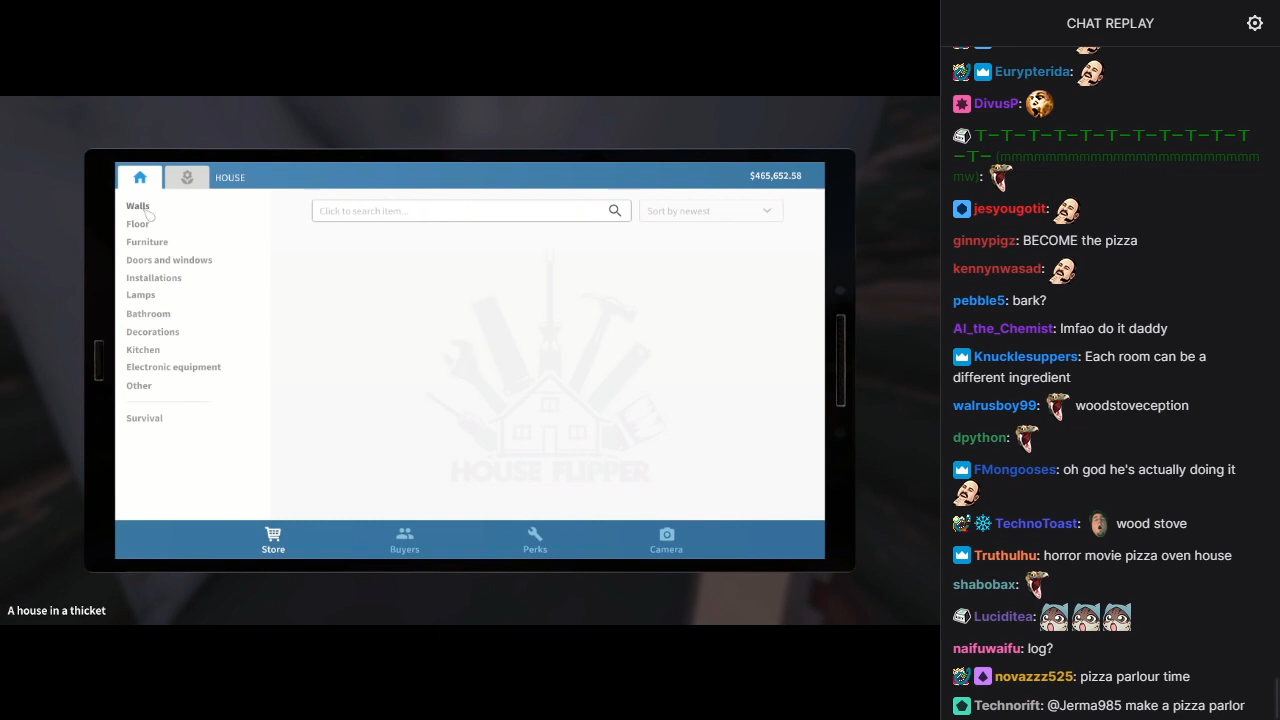 HOUSE
$465,652.58
Walls
Floor
Furniture
Doors and windows
Installations
Lamps
Bathroom
Decorations
Kitchen
Electronic equipment
Other
Survival
Click to search item...
Sort by newest
HOUSE FLIPPER
Store
Buyers
Perks
Camera
A house in a thicket
CHAT REPLAY
Eurypterida:
DivusP:
jesyougotit:
ginnypigz: BECOME the pizza
kennynwasad:
pebble5: bark?
Al_the_Chemist: lmfao do it daddy
Knucklesuppers: Each room can be a
different ingredient
walrusboy99: woodstoveception
dpython:
FMongooses: oh god he's actually doing it
TechnoToast: wood stove
Truthulhu: horror movie pizza oven house
shabobax:
Luciditea:
naifuwaifu: log?
novazzz525: pizza parlour time
Technorift: @Jerma985 make a pizza parlor